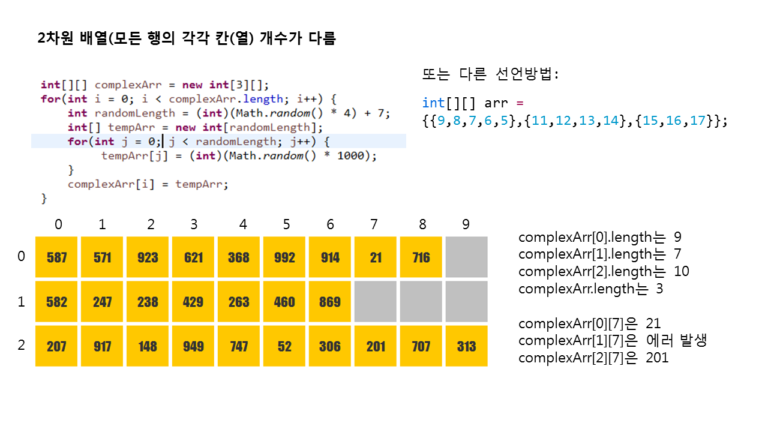 2차원 배열(모든 행의 각각 칸(열) 개수가 다름
int[][] complexArr = new int[3][];
for(int i = 0; i < complexArr.length; i++) {
int randomLength = (int)(Math.random() * 4) + 7;
int[] tempArr = new int[randomLength];
for(int j = 0; j < randomLength; j++) {
tempArr[j] = (int)(Math.random() * 1000);
}
complexArr[i] = tempArr;
}
또는 다른 선언방법:
int[][] arr =
{{9,8,7,6,5},{11,12,13,14},{15,16,17}};
0 1 2 3 4 5 6 7 8 9
0 587 571 923 621 368 992 914 21 716
1 582 247 238 429 263 460 869
2 207 917 148 949 747 52 306 201 707 313
complexArr[0].length는 9
complexArr[1].length는 7
complexArr[2].length는 10
complexArr.length는 3
complexArr[0][7]은 21
complexArr[1][7]은 에러 발생
complexArr[2][7]은 201